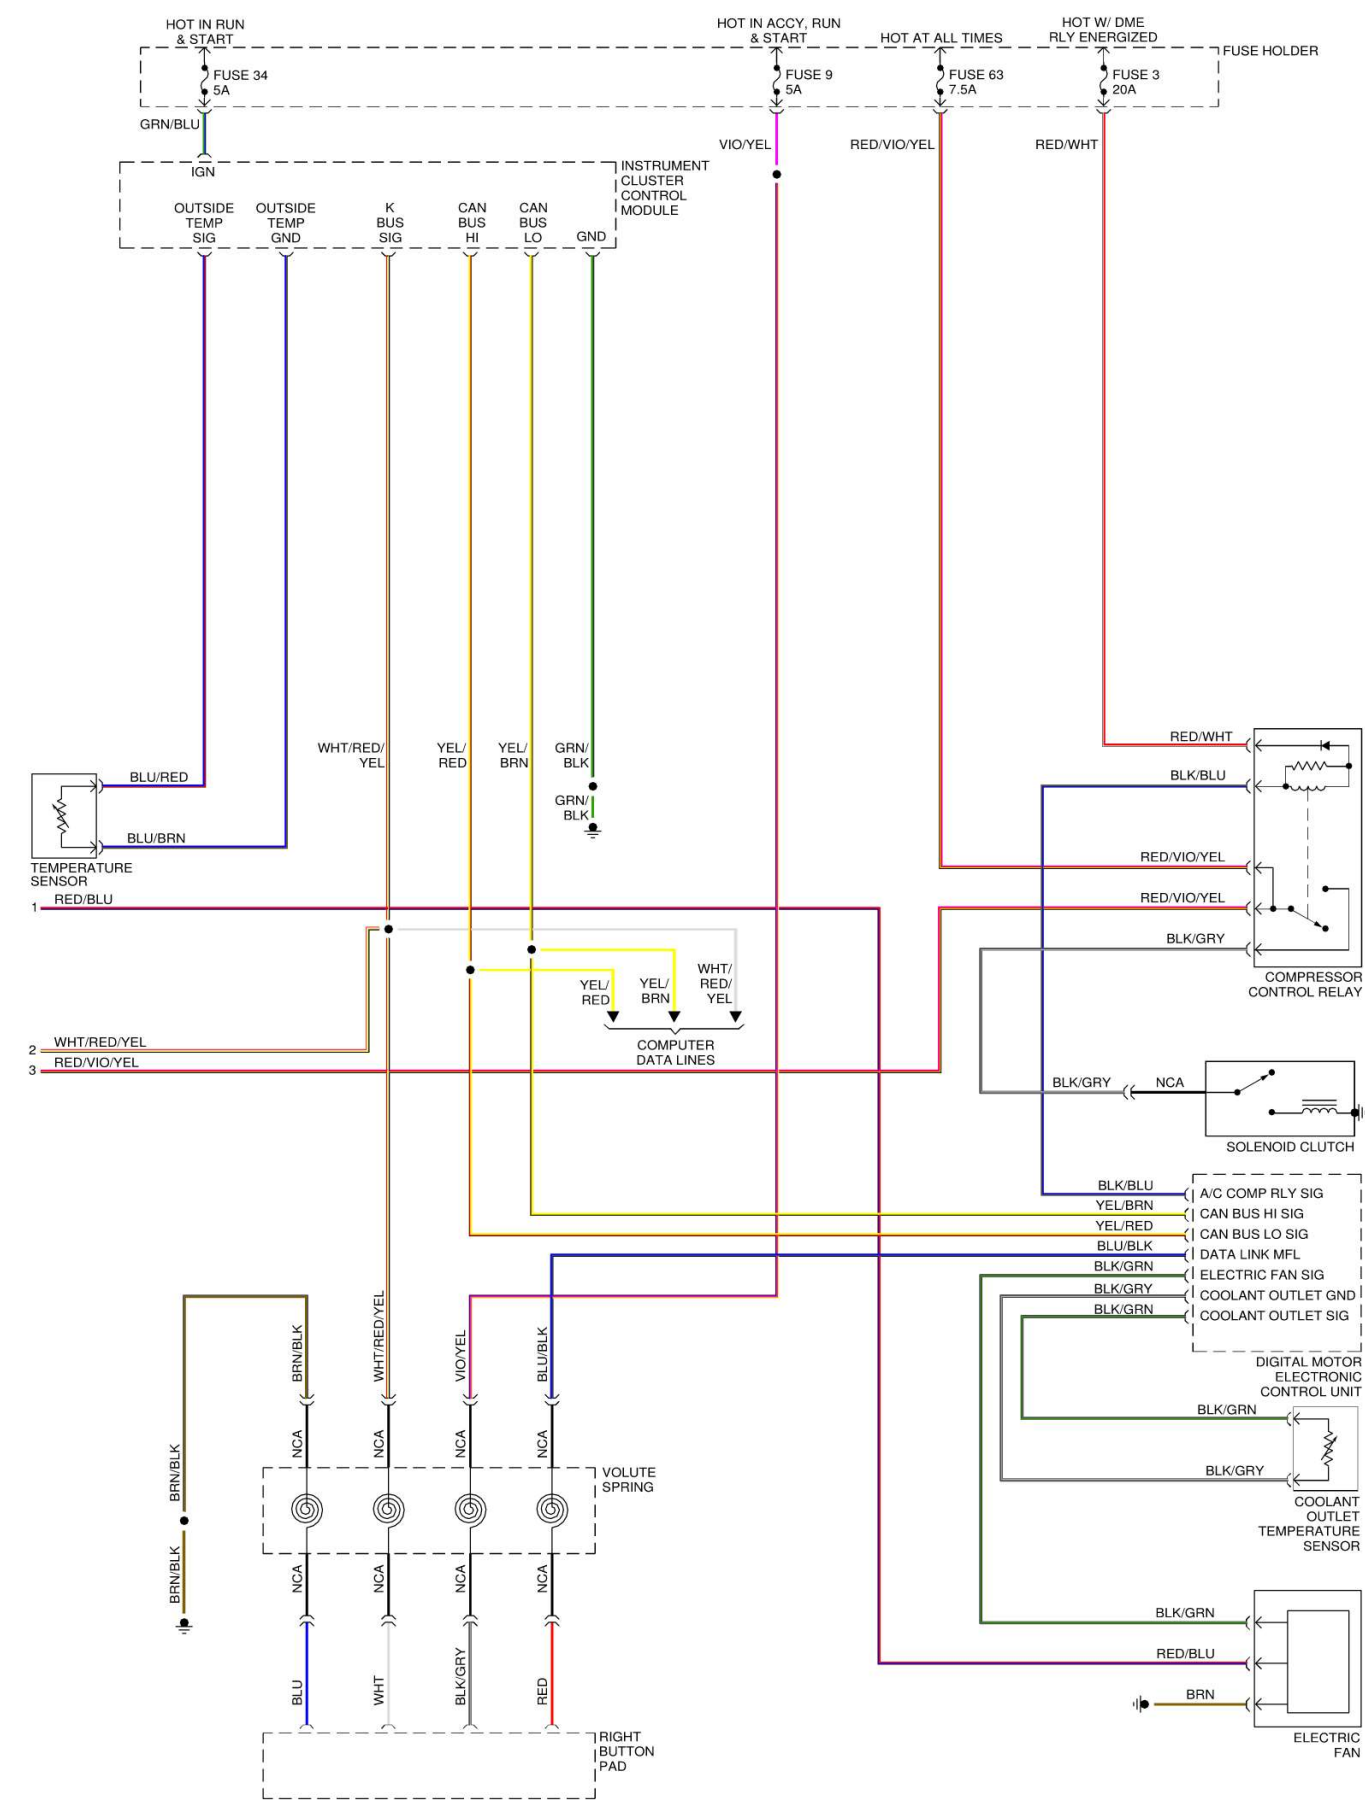 HOT IN RUN
& START
HOT IN ACCY, RUN
& START
HOT AT ALL TIMES
HOT W/ DME
RLY ENERGIZED
FUSE HOLDER
FUSE 34
5A
FUSE 9
5A
FUSE 63
7.5A
FUSE 3
20A
GRN/BLU
VIO/YEL
RED/VIO/YEL
RED/WHT
IGN
INSTRUMENT
CLUSTER
CONTROL
MODULE
OUTSIDE
TEMP
SIG
OUTSIDE
TEMP
GND
K
BUS
SIG
CAN
BUS
HI
CAN
BUS
LO
GND
WHT/RED/
YEL
YEL/
RED
YEL/
BRN
GRN/
BLK
GRN/
BLK
BLU/RED
BLU/BRN
TEMPERATURE
SENSOR
1
RED/BLU
2
WHT/RED/YEL
3
RED/VIO/YEL
YEL/
RED
YEL/
BRN
WHT/
RED/
YEL
COMPUTER
DATA LINES
RED/WHT
BLK/BLU
RED/VIO/YEL
RED/VIO/YEL
BLK/GRY
COMPRESSOR
CONTROL RELAY
BLK/GRY
NCA
SOLENOID CLUTCH
BLK/BLU
A/C COMP RLY SIG
YEL/BRN
CAN BUS HI SIG
YEL/RED
CAN BUS LO SIG
BLU/BLK
DATA LINK MFL
BLK/GRN
ELECTRIC FAN SIG
BLK/GRY
COOLANT OUTLET GND
BLK/GRN
COOLANT OUTLET SIG
DIGITAL MOTOR
ELECTRONIC
CONTROL UNIT
BRN/BLK
WHT/RED/YEL
VIO/YEL
BLU/BLK
BLK/GRN
BLK/GRY
COOLANT
OUTLET
TEMPERATURE
SENSOR
NCA
NCA
NCA
NCA
BRN/BLK
VOLUTE
SPRING
BRN/BLK
NCA
NCA
NCA
NCA
BLU
WHT
BLK/GRY
RED
RIGHT
BUTTON
PAD
BLK/GRN
RED/BLU
BRN
ELECTRIC
FAN